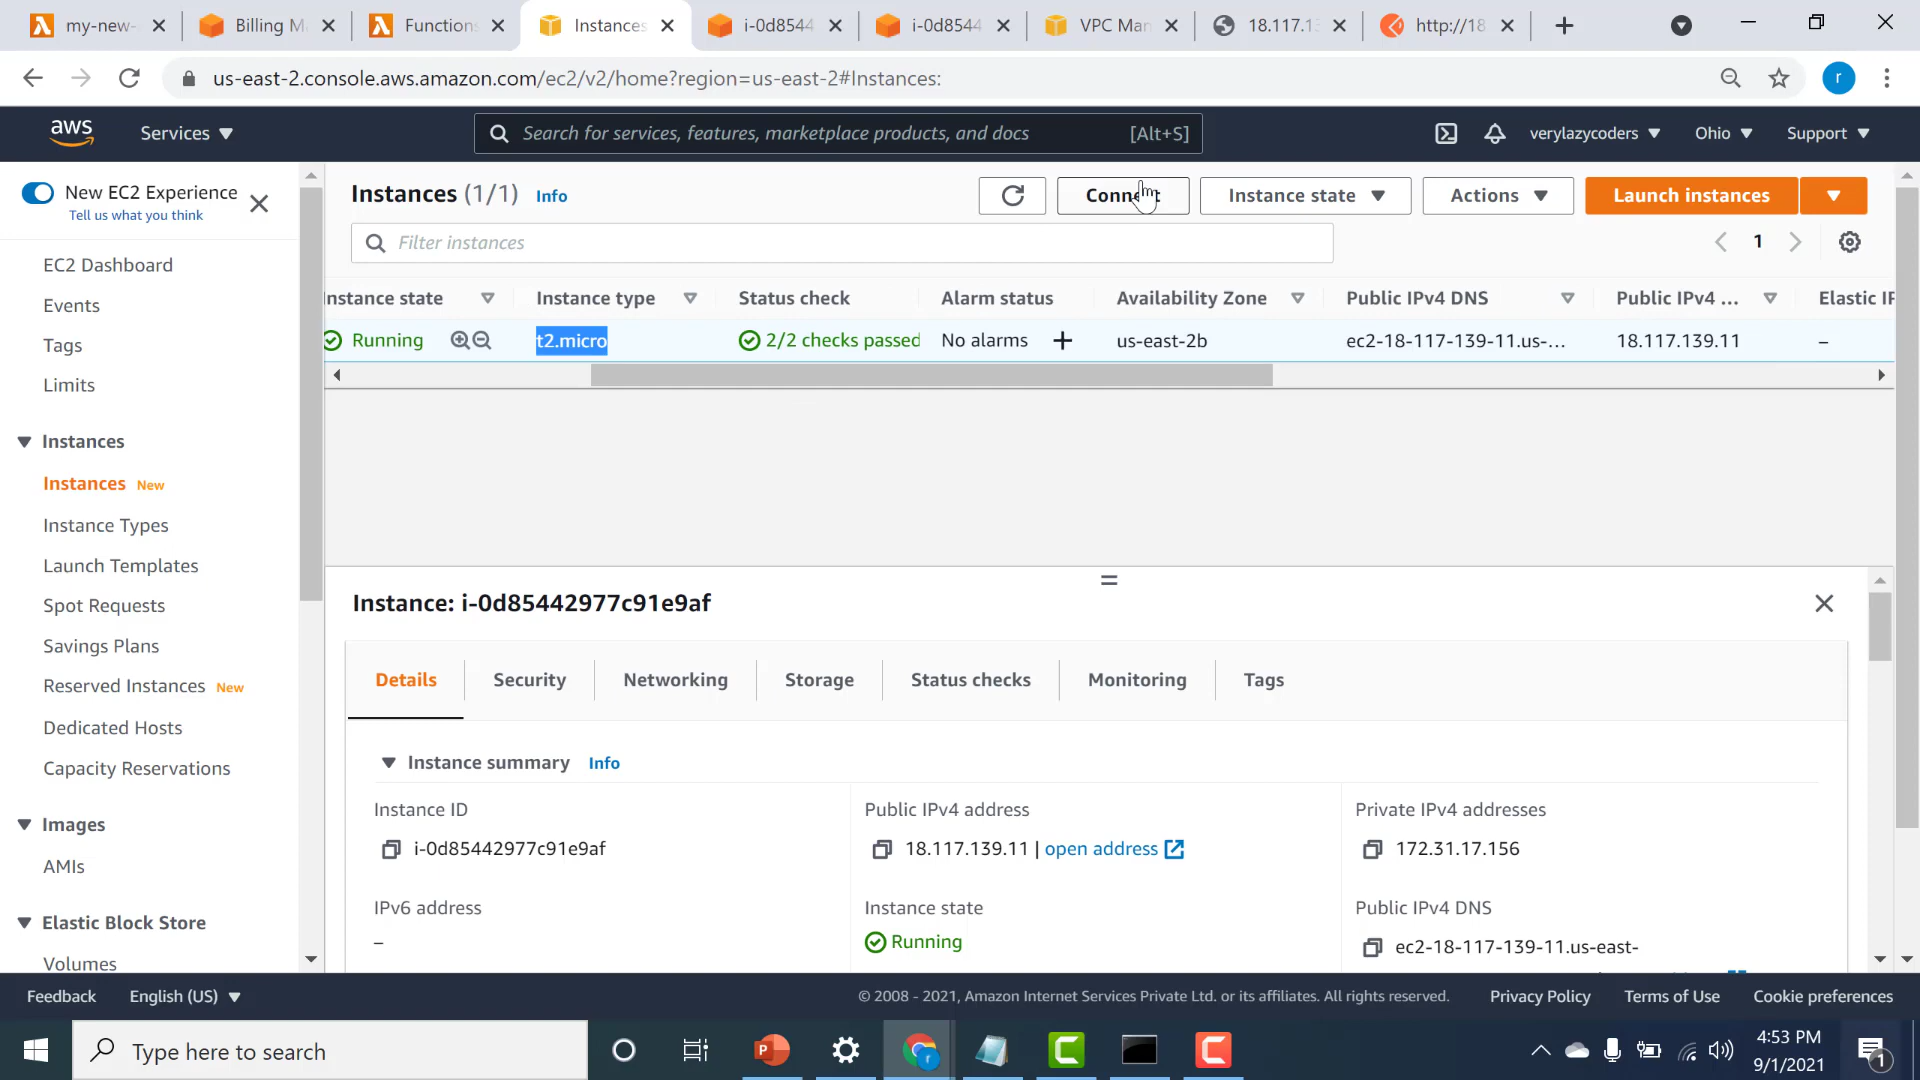 my-new-
Billing M
Functions
Instances
i-0d8544
i-0d8544
VPC Man
18.117.13
http://18
us-east-2.console.aws.amazon.com/ec2/v2/home?region=us-east-2#Instances:
r
aws
Services
Search for services, features, marketplace products, and docs
[Alt+S]
verylazycoders
Ohio
Support
New EC2 Experience
Tell us what you think
EC2 Dashboard
Events
Tags
Limits
Instances
Instances New
Instance Types
Launch Templates
Spot Requests
Savings Plans
Reserved Instances New
Dedicated Hosts
Capacity Reservations
Images
AMIs
Elastic Block Store
Volumes
Instances (1/1) Info
Connect
Instance state
Actions
Launch instances
Filter instances
1
Instance state
Instance type
Status check
Alarm status
Availability Zone
Public IPv4 DNS
Public IPv4 ...
Elastic IP
Running
t2.micro
2/2 checks passed
No alarms
us-east-2b
ec2-18-117-139-11.us-...
18.117.139.11
–
Instance: i-0d85442977c91e9af
Details
Security
Networking
Storage
Status checks
Monitoring
Tags
Instance summary Info
Instance ID
i-0d85442977c91e9af
Public IPv4 address
18.117.139.11 | open address
Private IPv4 addresses
172.31.17.156
IPv6 address
–
Instance state
Running
Public IPv4 DNS
ec2-18-117-139-11.us-east-
Feedback
English (US)
© 2008 - 2021, Amazon Internet Services Private Ltd. or its affiliates. All rights reserved.
Privacy Policy
Terms of Use
Cookie preferences
Type here to search
4:53 PM
9/1/2021
1